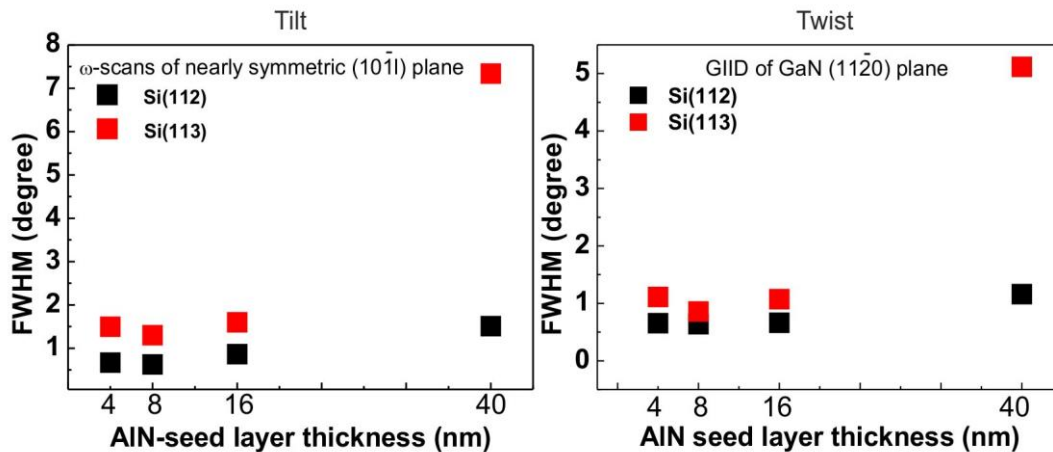 Tilt
Twist
ω-scans of nearly symmetric (101̄l) plane
Si(112)
Si(113)
8
7
6
5
4
3
2
1
FWHM (degree)
4
8
16
40
AlN-seed layer thickness (nm)
GIID of GaN (112̄0) plane
Si(112)
Si(113)
5
4
3
2
1
0
FWHM (degree)
4
8
16
40
AlN seed layer thickness (nm)